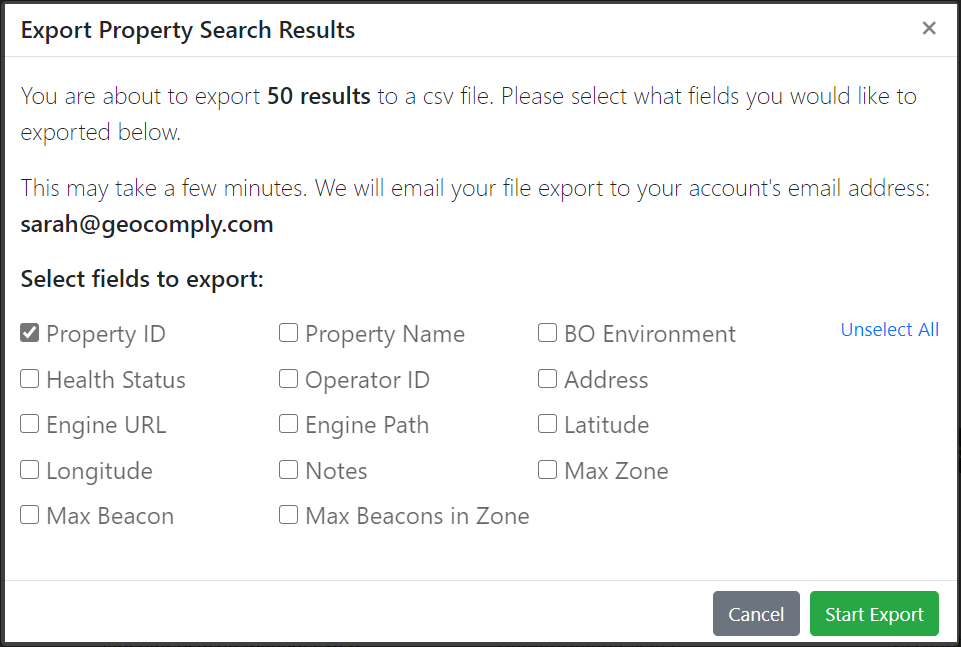 Export Property Search Results ×
You are about to export 50 results to a csv file. Please select what fields you would like to
exported below.
This may take a few minutes. We will email your file export to your account's email address:
sarah@geocomply.com
Select fields to export:
Property ID Property Name BO Environment Unselect All
Health Status Operator ID Address
Engine URL Engine Path Latitude
Longitude Notes Max Zone
Max Beacon Max Beacons in Zone
Cancel Start Export